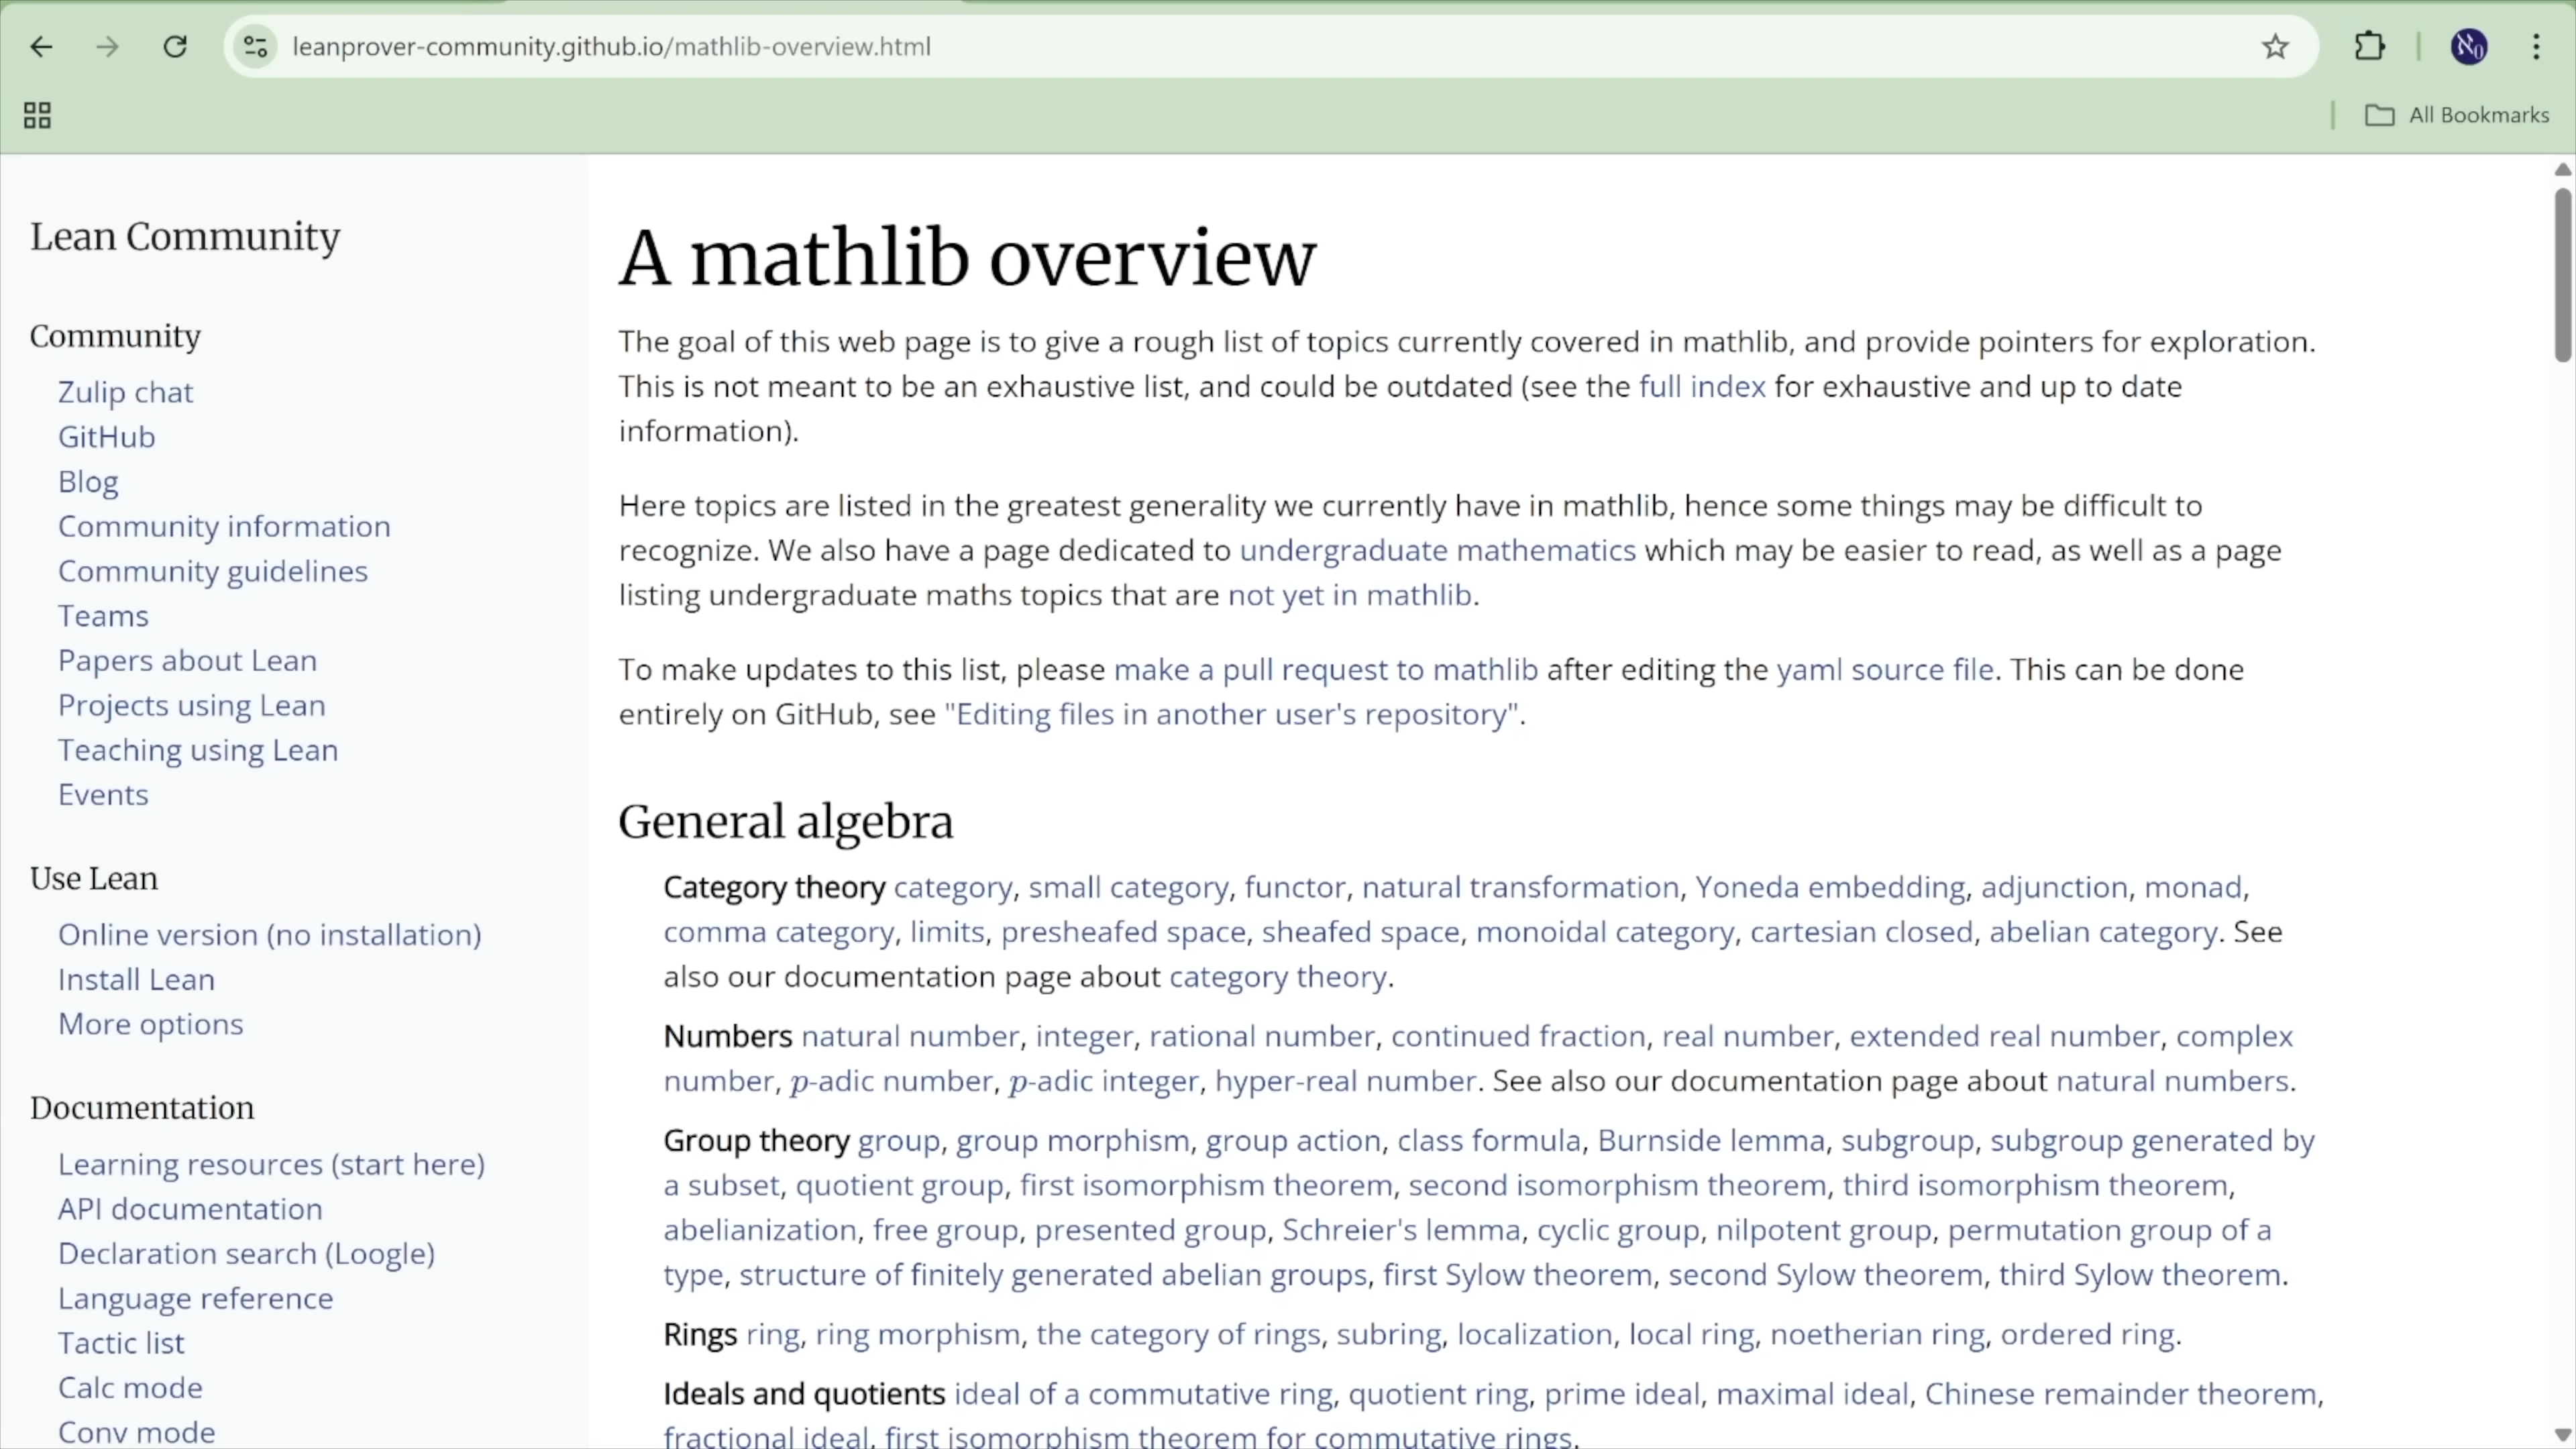 leanprover-community.github.io/mathlib-overview.html
ℵ0
All Bookmarks
Lean Community
Community
Zulip chat
GitHub
Blog
Community information
Community guidelines
Teams
Papers about Lean
Projects using Lean
Teaching using Lean
Events
Use Lean
Online version (no installation)
Install Lean
More options
Documentation
Learning resources (start here)
API documentation
Declaration search (Loogle)
Language reference
Tactic list
Calc mode
Conv mode
A mathlib overview
The goal of this web page is to give a rough list of topics currently covered in mathlib, and provide pointers for exploration.
This is not meant to be an exhaustive list, and could be outdated (see the full index for exhaustive and up to date
information).
Here topics are listed in the greatest generality we currently have in mathlib, hence some things may be difficult to
recognize. We also have a page dedicated to undergraduate mathematics which may be easier to read, as well as a page
listing undergraduate maths topics that are not yet in mathlib.
To make updates to this list, please make a pull request to mathlib after editing the yaml source file. This can be done
entirely on GitHub, see "Editing files in another user's repository".
General algebra
Category theory category, small category, functor, natural transformation, Yoneda embedding, adjunction, monad,
comma category, limits, presheafed space, sheafed space, monoidal category, cartesian closed, abelian category. See
also our documentation page about category theory.
Numbers natural number, integer, rational number, continued fraction, real number, extended real number, complex
number, p-adic number, p-adic integer, hyper-real number. See also our documentation page about natural numbers.
Group theory group, group morphism, group action, class formula, Burnside lemma, subgroup, subgroup generated by
a subset, quotient group, first isomorphism theorem, second isomorphism theorem, third isomorphism theorem,
abelianization, free group, presented group, Schreier's lemma, cyclic group, nilpotent group, permutation group of a
type, structure of finitely generated abelian groups, first Sylow theorem, second Sylow theorem, third Sylow theorem.
Rings ring, ring morphism, the category of rings, subring, localization, local ring, noetherian ring, ordered ring.
Ideals and quotients ideal of a commutative ring, quotient ring, prime ideal, maximal ideal, Chinese remainder theorem,
fractional ideal, first isomorphism theorem for commutative rings.